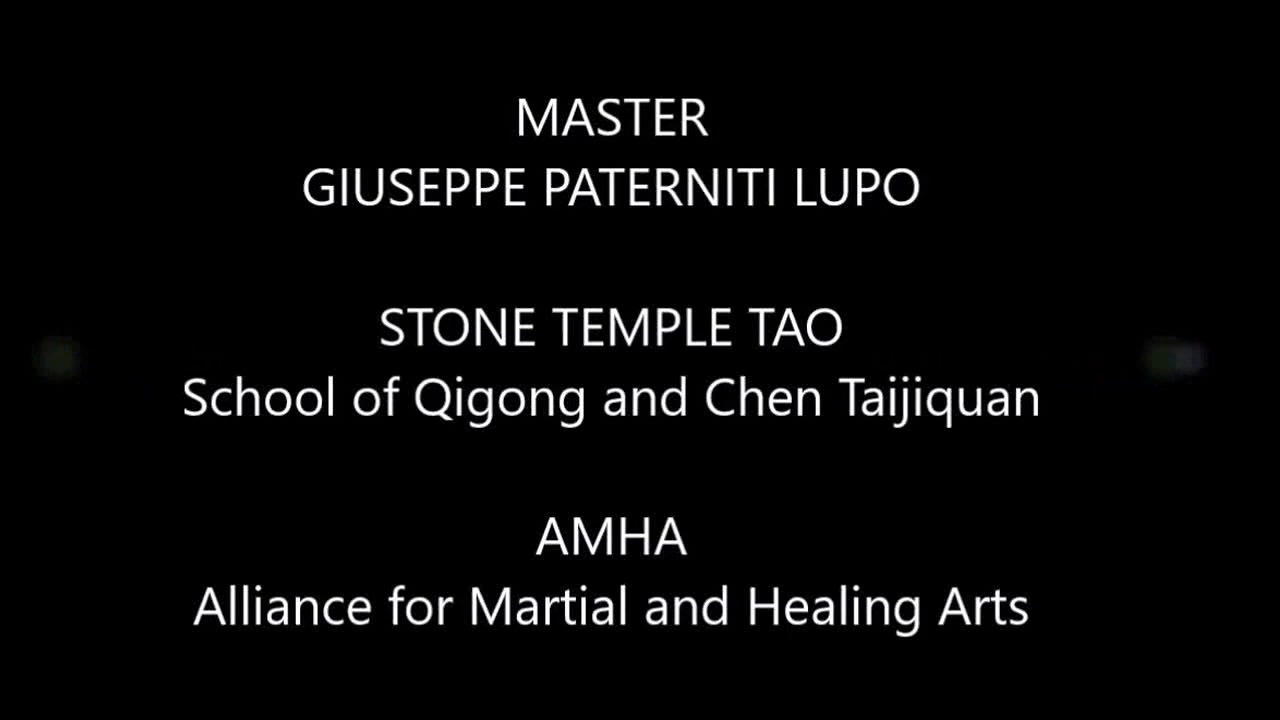 MASTER
GIUSEPPE PATERNITI LUPO
STONE TEMPLE TAO
School of Qigong and Chen Taijiquan
AMHA
Alliance for Martial and Healing Arts